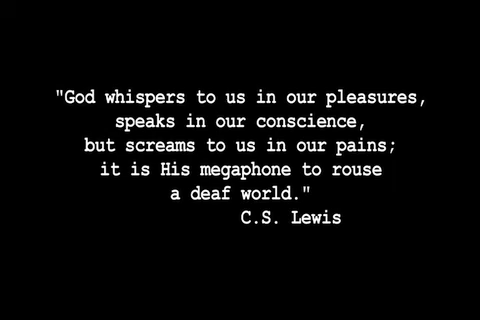 "God whispers to us in our pleasures,
speaks in our conscience,
but screams to us in our pains;
it is His megaphone to rouse
a deaf world."
C.S. Lewis